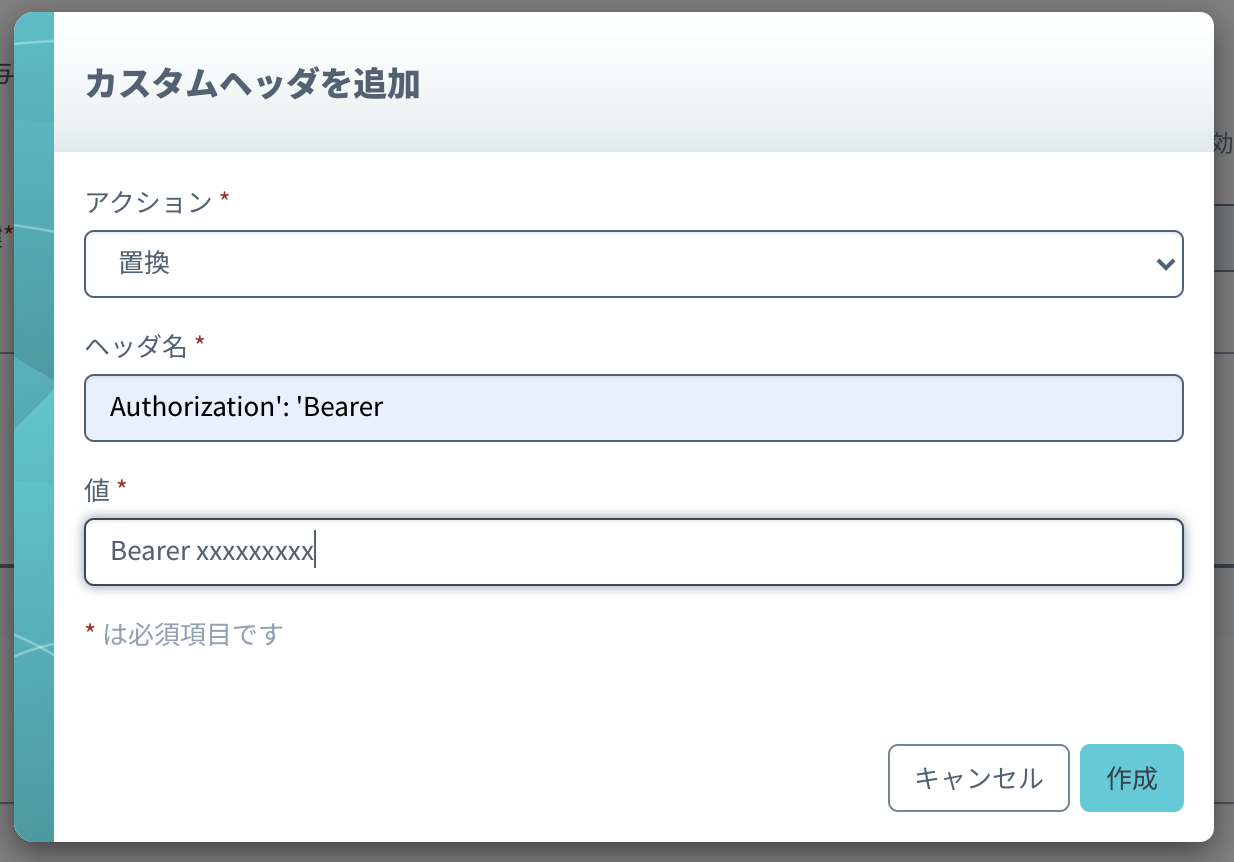 カスタムヘッダを追加
与
効
アクション *
*
置換
ヘッダ名 *
Authorization': 'Bearer
値 *
Bearer xxxxxxxxx
* は必須項目です
キャンセル
作成